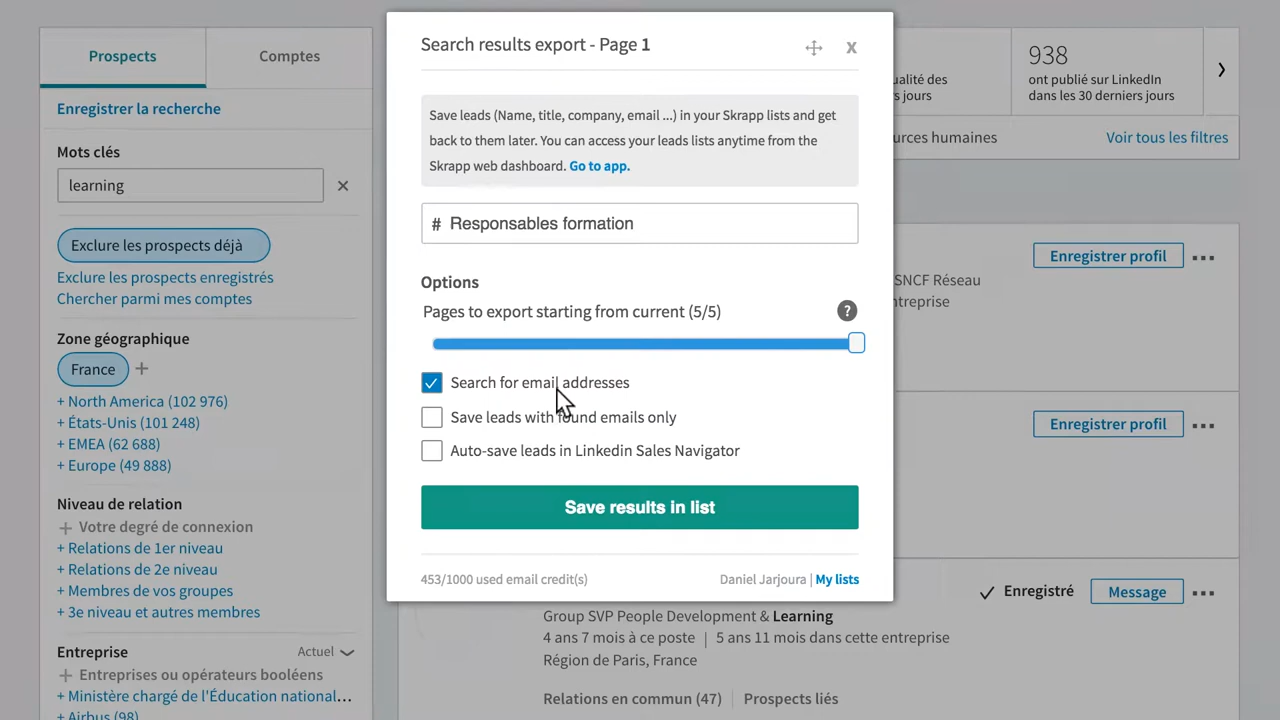 Prospects
Comptes
Enregistrer la recherche
Mots clés
learning
Exclure les prospects déjà
Exclure les prospects enregistrés
Chercher parmi mes comptes
Zone géographique
France
+ North America (102 976)
+ États-Unis (101 248)
+ EMEA (62 688)
+ Europe (49 888)
Niveau de relation
+ Votre degré de connexion
+ Relations de 1er niveau
+ Relations de 2e niveau
+ Membres de vos groupes
+ 3e niveau et autres membres
Entreprise
Actuel
+ Entreprises ou opérateurs booléens
+ Ministère chargé de l'Éducation national...
+ Airbus (98)
Search results export - Page 1
x
Save leads (Name, title, company, email ...) in your Skrapp lists and get
back to them later. You can access your leads lists anytime from the
Skrapp web dashboard. Go to app.
# Responsables formation
Options
Pages to export starting from current (5/5)
?
Search for email addresses
Save leads with found emails only
Auto-save leads in Linkedin Sales Navigator
Save results in list
453/1000 used email credit(s)
Daniel Jarjoura | My lists
ualité des
s jours
938
ont publié sur LinkedIn
dans les 30 derniers jours
urces humaines
Voir tous les filtres
Enregistrer profil
SNCF Réseau
ntreprise
Enregistrer profil
Enregistré
Message
Group SVP People Development & Learning
4 ans 7 mois à ce poste | 5 ans 11 mois dans cette entreprise
Région de Paris, France
Relations en commun (47)
Prospects liés